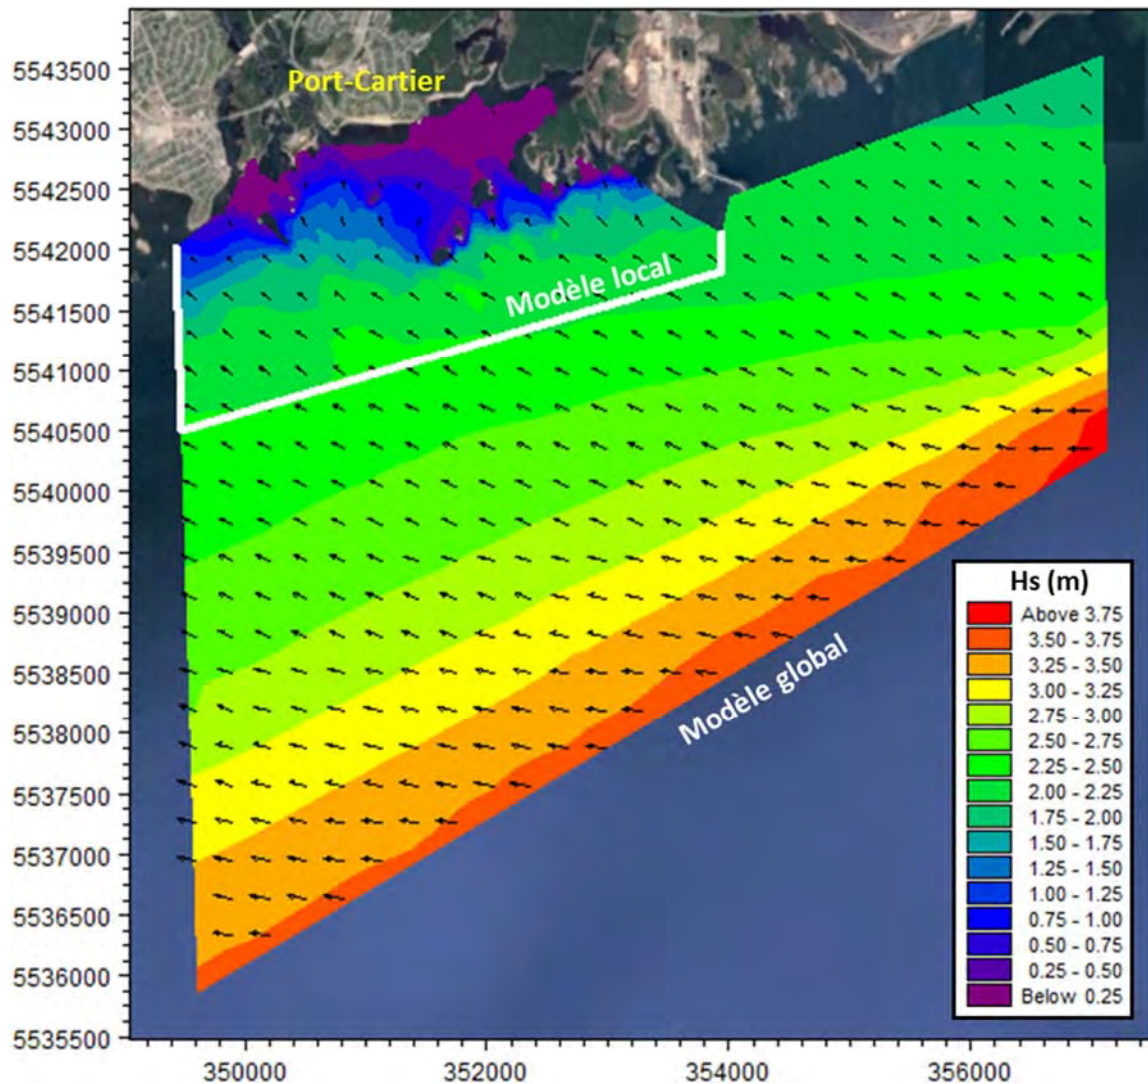 Port-Cartier
Modèle local
Modèle global
5543500
5543000
5542500
5542000
5541500
5541000
5540500
5540000
5539500
5539000
5538500
5538000
5537500
5537000
5536500
5536000
5535500
350000 352000 354000 356000
Hs (m)
Above 3.75
3.50 - 3.75
3.25 - 3.50
3.00 - 3.25
2.75 - 3.00
2.50 - 2.75
2.25 - 2.50
2.00 - 2.25
1.75 - 2.00
1.50 - 1.75
1.25 - 1.50
1.00 - 1.25
0.75 - 1.00
0.50 - 0.75
0.25 - 0.50
Below 0.25